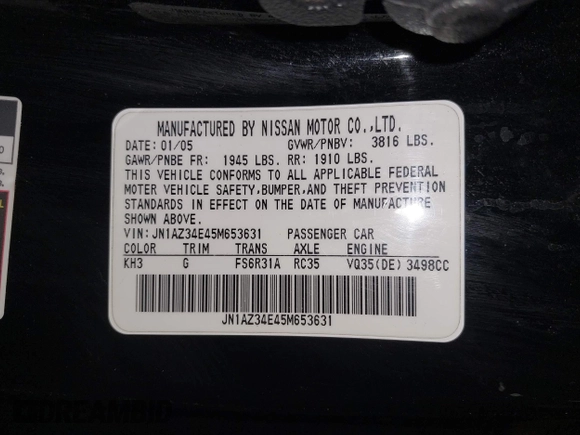 MANUFACTURED BY NISSAN MOTOR CO.,LTD.
DATE: 01/05 GVWR/PNBV: 3816 LBS.
GAWR/PNBE FR: 1945 LBS. RR: 1910 LBS.
THIS VEHICLE CONFORMS TO ALL APPLICABLE FEDERAL
MOTER VEHICLE SAFETY,BUMPER,AND THEFT PREVENTION
STANDARDS IN EFFECT ON THE DATE OF MANUFACTURE
SHOWN ABOVE.
VIN: JN1AZ34E45M653631 PASSENGER CAR
COLOR TRIM TRANS AXLE ENGINE
KH3 G FS6R31A RC35 VQ35(DE) 3498CC
JN1AZ34E45M653631
DREAMBID